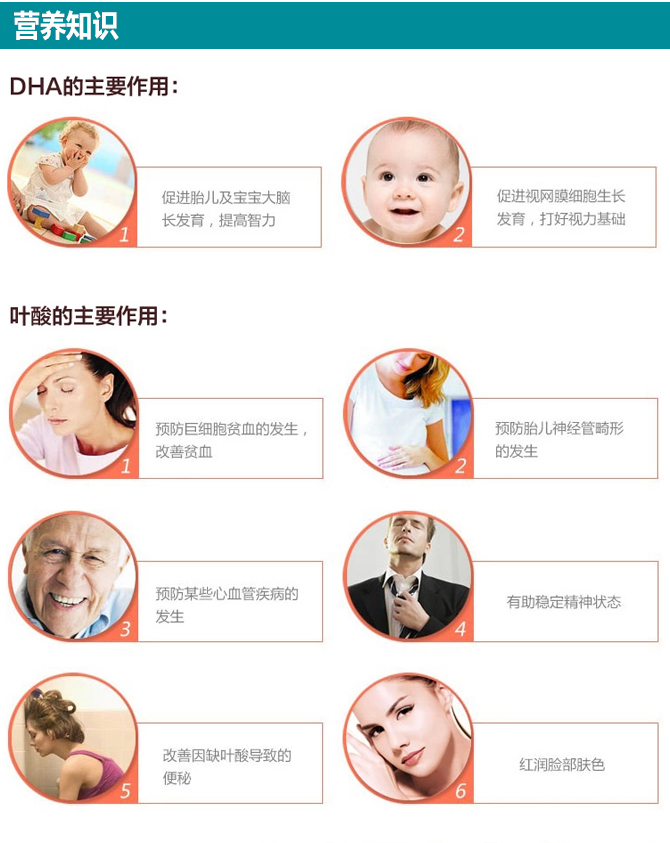 营养知识
DHA的主要作用：
促进胎儿及宝宝大脑
长发育，提高智力
1
促进视网膜细胞生长
发育，打好视力基础
2
叶酸的主要作用：
预防巨细胞贫血的发生，
改善贫血
1
预防胎儿神经管畸形
的发生
2
预防某些心血管疾病的
发生
3
有助稳定精神状态
4
改善因缺叶酸导致的
便秘
5
红润脸部肤色
6